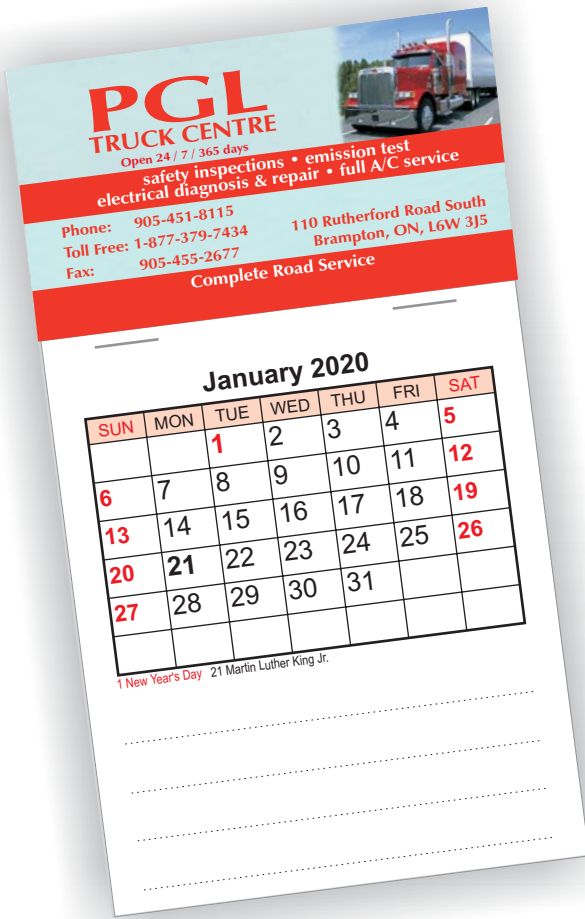 PGL
TRUCK CENTRE
Open 24 / 7 / 365 days
safety inspections • emission test
electrical diagnosis & repair • full A/C service
Phone: 905-451-8115
Toll Free: 1-877-379-7434
Fax: 905-455-2677
110 Rutherford Road South
Brampton, ON, L6W 3J5
Complete Road Service
January 2020
SUN MON TUE WED THU FRI SAT
1 2 3 4 5
6 7 8 9 10 11 12
13 14 15 16 17 18 19
20 21 22 23 24 25 26
27 28 29 30 31
1 New Year's Day 21 Martin Luther King Jr.